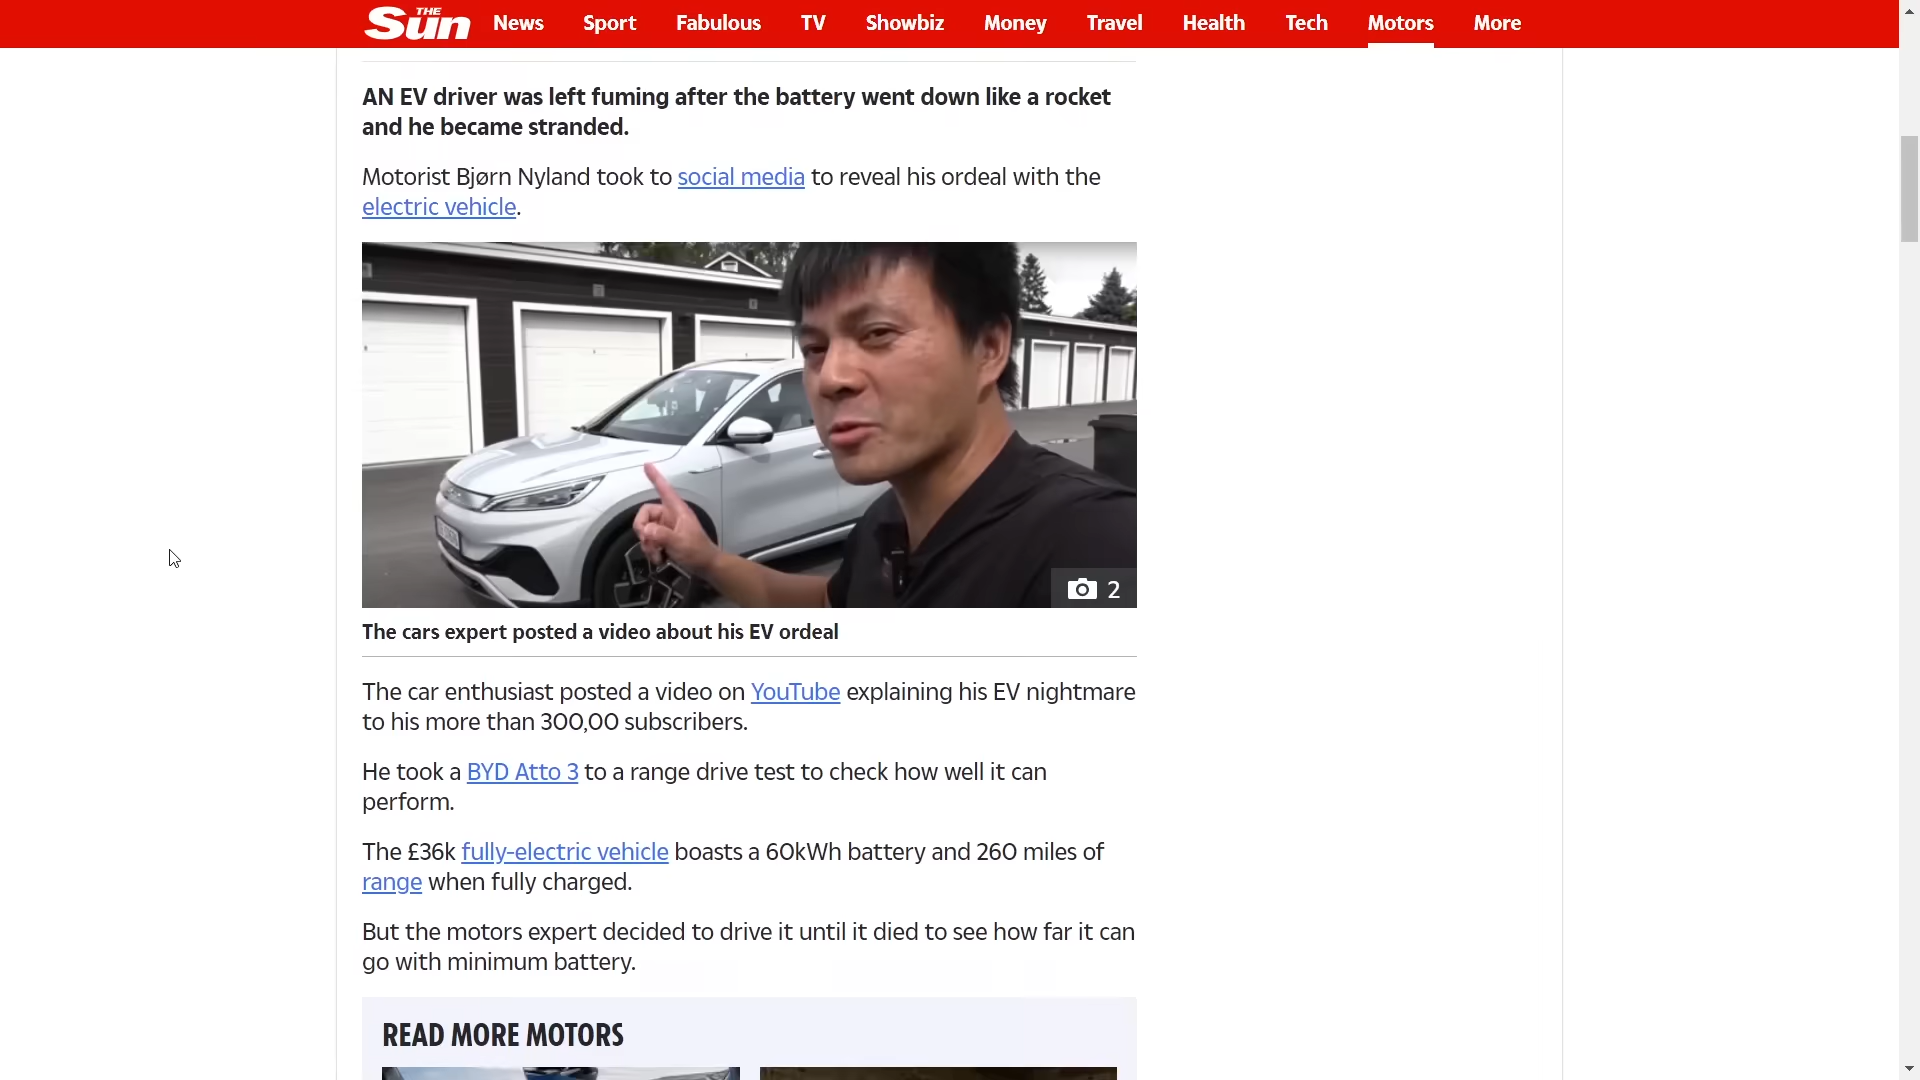 THE
Sun
News Sport Fabulous TV Showbiz Money Travel Health Tech Motors More
AN EV driver was left fuming after the battery went down like a rocket
and he became stranded.
Motorist Bjørn Nyland took to social media to reveal his ordeal with the
electric vehicle.
2
The cars expert posted a video about his EV ordeal
The car enthusiast posted a video on YouTube explaining his EV nightmare
to his more than 300,00 subscribers.
He took a BYD Atto 3 to a range drive test to check how well it can
perform.
The £36k fully-electric vehicle boasts a 60kWh battery and 260 miles of
range when fully charged.
But the motors expert decided to drive it until it died to see how far it can
go with minimum battery.
READ MORE MOTORS